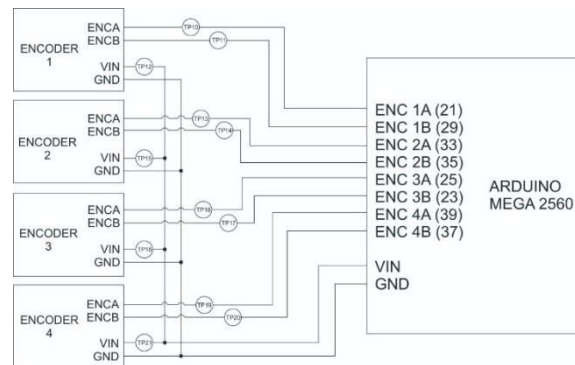 ENCODER
1
ENCA
ENCB
VIN
GND
TP10
TP11
TP12
ENCODER
2
ENCA
ENCB
VIN
GND
TP13
TP14
TP15
ENCODER
3
ENCA
ENCB
VIN
GND
TP16
TP17
TP18
ENCODER
4
ENCA
ENCB
VIN
GND
TP19
TP20
TP21
ENC 1A (21)
ENC 1B (29)
ENC 2A (33)
ENC 2B (35)
ENC 3A (25)
ENC 3B (23)
ENC 4A (39)
ENC 4B (37)
VIN
GND
ARDUINO
MEGA 2560